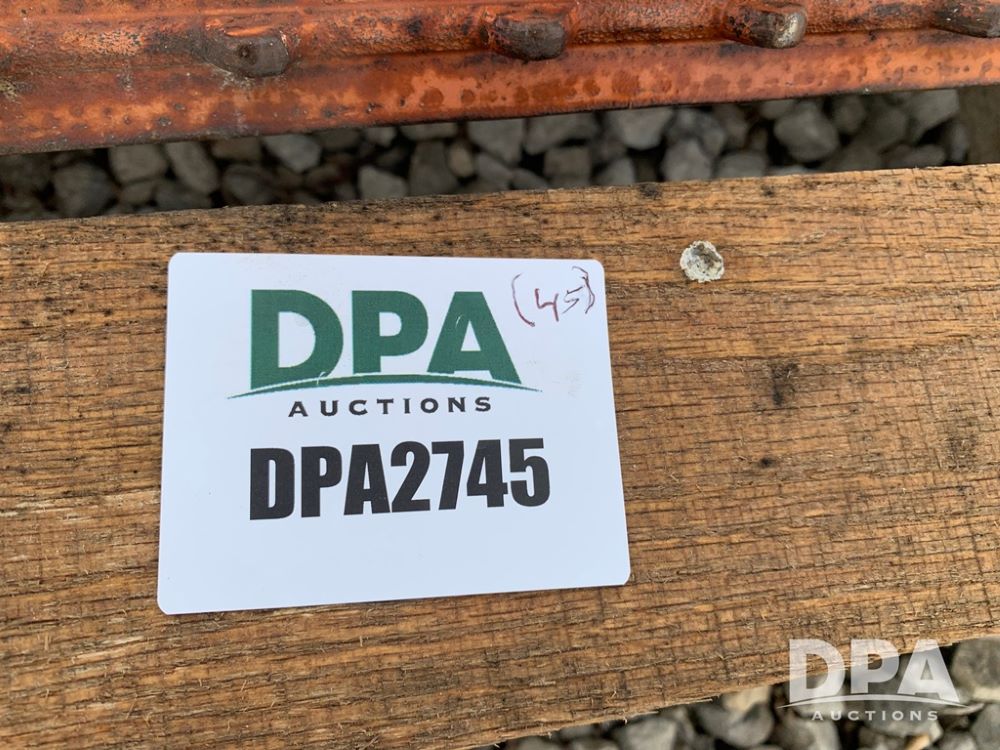 DPA
(45)
AUCTIONS
DPA2745
DPA
AUCTIONS